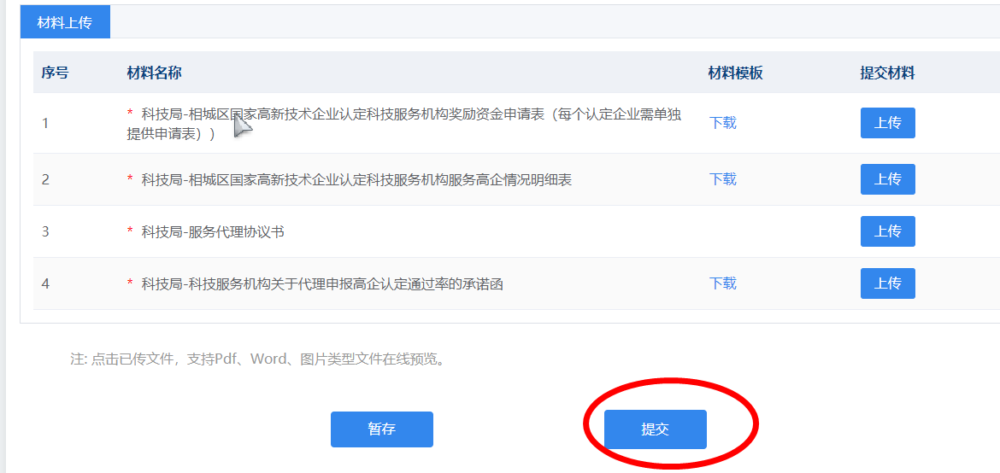 材料上传
序号 材料名称 材料模板 提交材料
1 * 科技局-相城区国家高新技术企业认定科技服务机构奖励资金申请表（每个认定企业需单独 下载 上传
提供申请表））
2 * 科技局-相城区国家高新技术企业认定科技服务机构服务高企情况明细表 下载 上传
3 * 科技局-服务代理协议书 上传
4 * 科技局-科技服务机构关于代理申报高企认定通过率的承诺函 下载 上传
注: 点击已传文件，支持Pdf、Word、图片类型文件在线预览。
暂存 提交